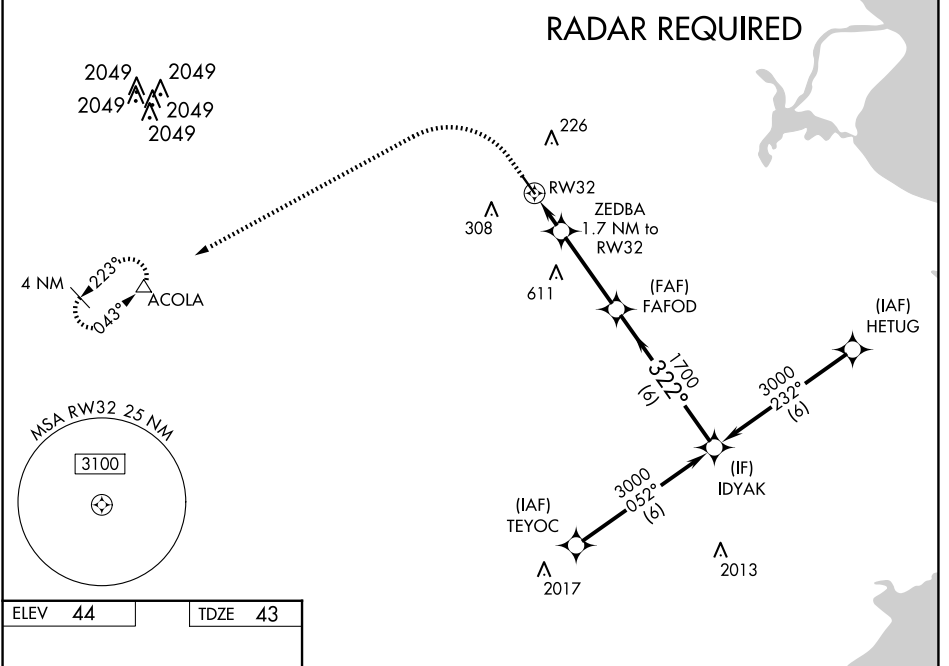 RADAR REQUIRED
2049
2049
2049
2049
2049
226
RW32
308
ZEDBA
1.7 NM to
RW32
611
(FAF)
FAFOD
4 NM
223°
043°
ACOLA
(IAF)
HETUG
1700
322°
(6)
3000
232°
(6)
MSA RW32 25 NM
3100
(IF)
IDYAK
3000
052°
(6)
(IAF)
TEYOC
2017
2013
ELEV 44
TDZE 43